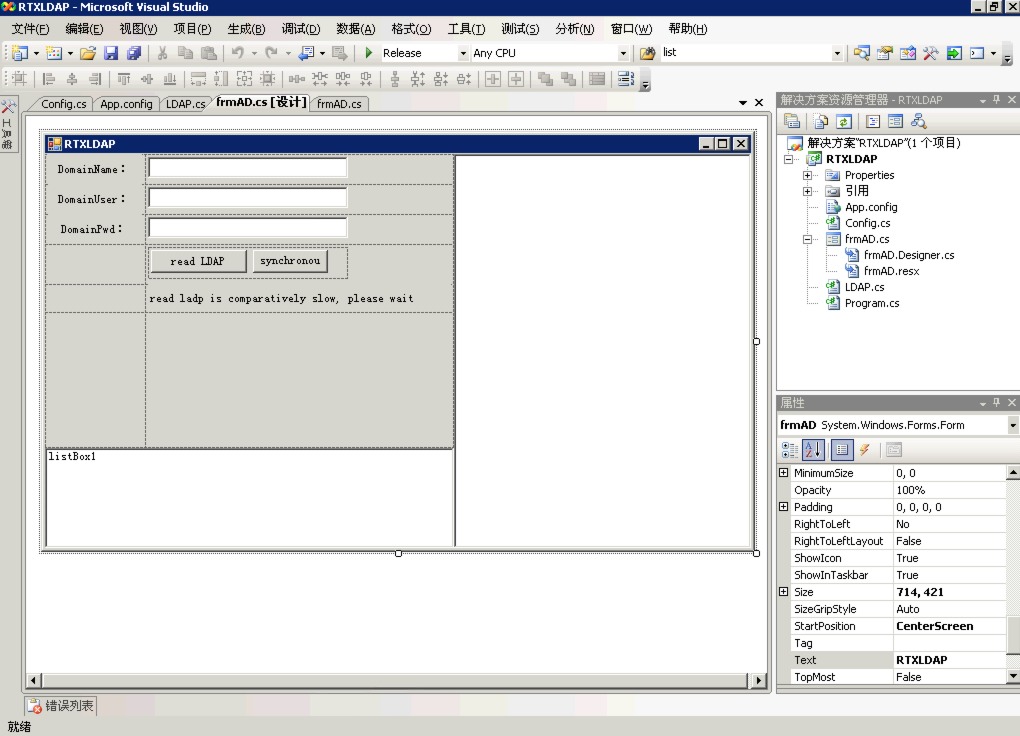 RTXLDAP - Microsoft Visual Studio
文件(F) 编辑(E) 视图(V) 项目(P) 生成(B) 调试(D) 数据(A) 格式(O) 工具(T) 测试(S) 分析(N) 窗口(W) 帮助(H)
Release Any CPU list
工具箱
Config.cs App.config LDAP.cs frmAD.cs [设计] frmAD.cs
RTXLDAP
DomainName：
DomainUser：
DomainPwd：
read LDAP synchronou
read ladp is comparatively slow, please wait
listBox1
解决方案资源管理器 - RTXLDAP
解决方案"RTXLDAP"(1 个项目)
RTXLDAP
Properties
引用
App.config
Config.cs
frmAD.cs
frmAD.Designer.cs
frmAD.resx
LDAP.cs
Program.cs
属性
frmAD System.Windows.Forms.Form
MinimumSize 0, 0
Opacity 100%
Padding 0, 0, 0, 0
RightToLeft No
RightToLeftLayout False
ShowIcon True
ShowInTaskbar True
Size 714, 421
SizeGripStyle Auto
StartPosition CenterScreen
Tag
Text RTXLDAP
TopMost False
错误列表
就绪